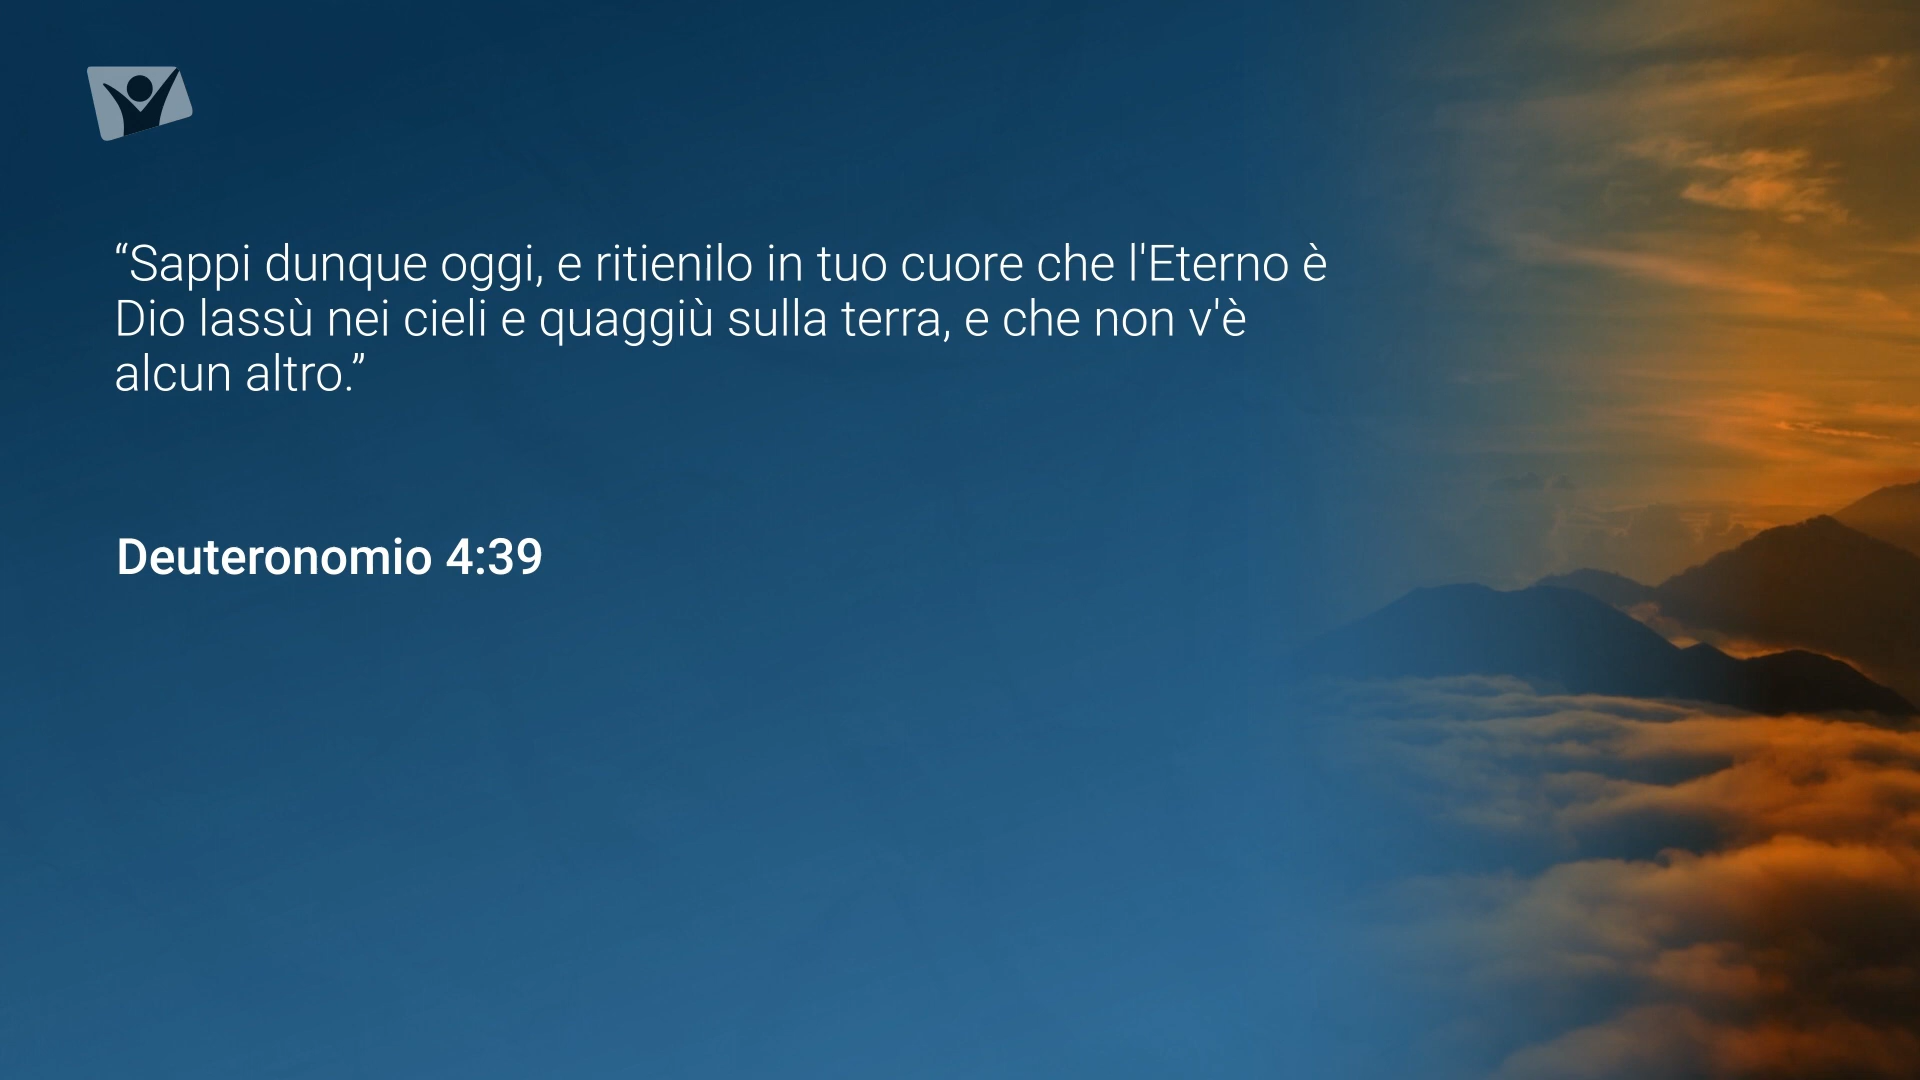 “Sappi dunque oggi, e ritienilo in tuo cuore che l'Eterno è
Dio lassù nei cieli e quaggiù sulla terra, e che non v'è
alcun altro.”
Deuteronomio 4:39